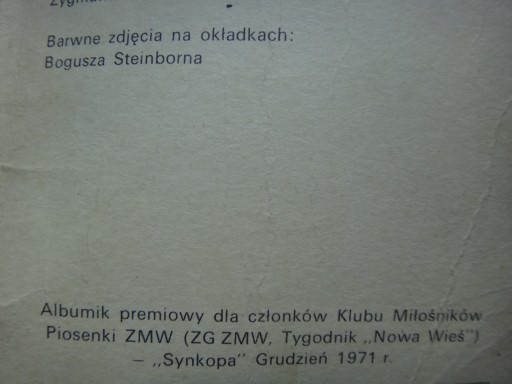 Barwne zdjęcia na okładkach:
Bogusza Steinborna
Albumik premiowy dla członków Klubu Miłośników
Piosenki ZMW (ZG ZMW, Tygodnik „Nowa Wieś")
— „Synkopa" Grudzień 1971 r.